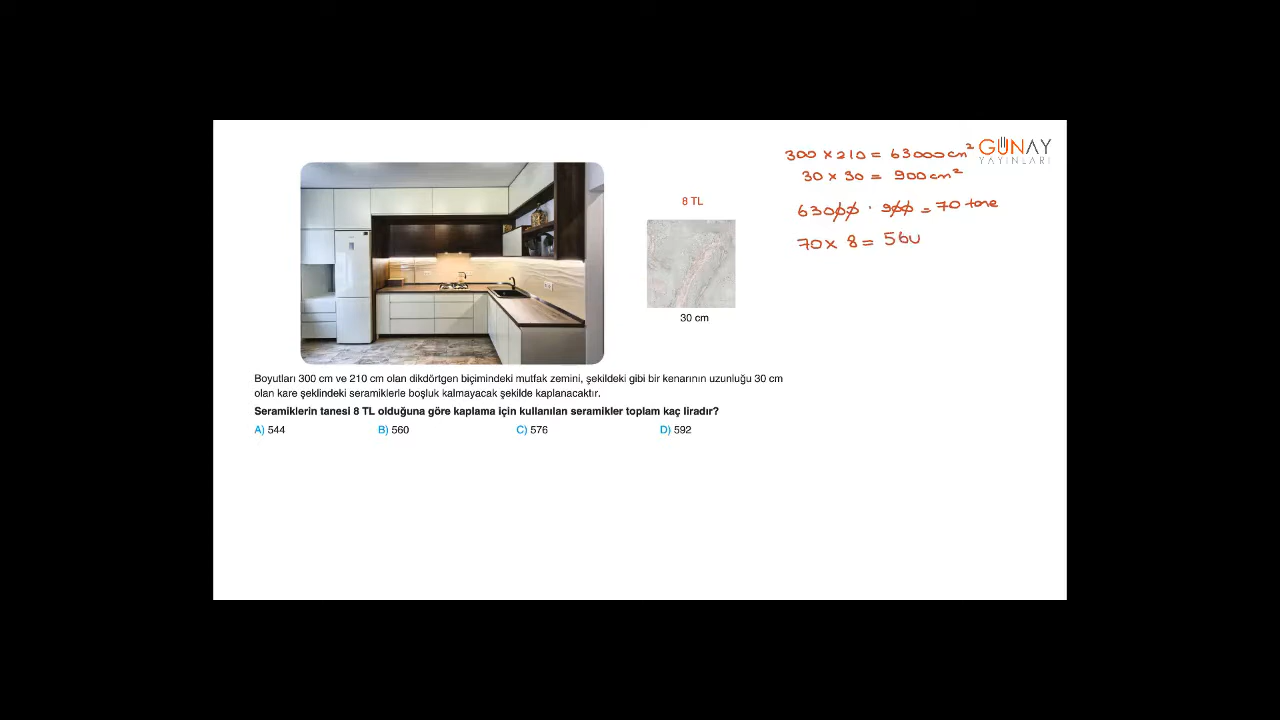 300 x 210 = 63000 cm²
GÜNAY
YAYINLARI
30 x 30 = 900 cm²
8 TL
63000 : 900 = 70 tane
70 x 8 = 560
30 cm
Boyutları 300 cm ve 210 cm olan dikdörtgen biçimindeki mutfak zemini, şekildeki gibi bir kenarının uzunluğu 30 cm
olan kare şeklindeki seramiklerle boşluk kalmayacak şekilde kaplanacaktır.
Seramiklerin tanesi 8 TL olduğuna göre kaplama için kullanılan seramikler toplam kaç liradır?
A) 544 B) 560 C) 576 D) 592